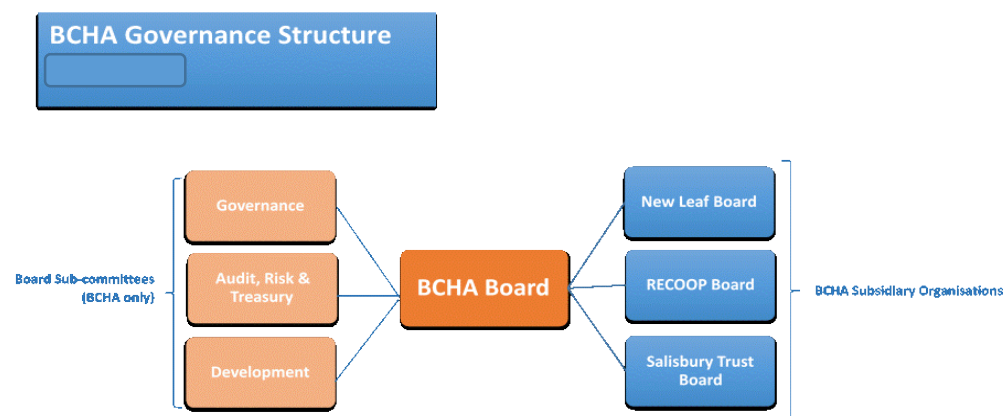 BCHA Governance Structure
Governance
New Leaf Board
Board Sub-committees
(BCHA only)
Audit, Risk &
Treasury
BCHA Board
RECOOP Board
BCHA Subsidiary Organisations
Development
Salisbury Trust
Board